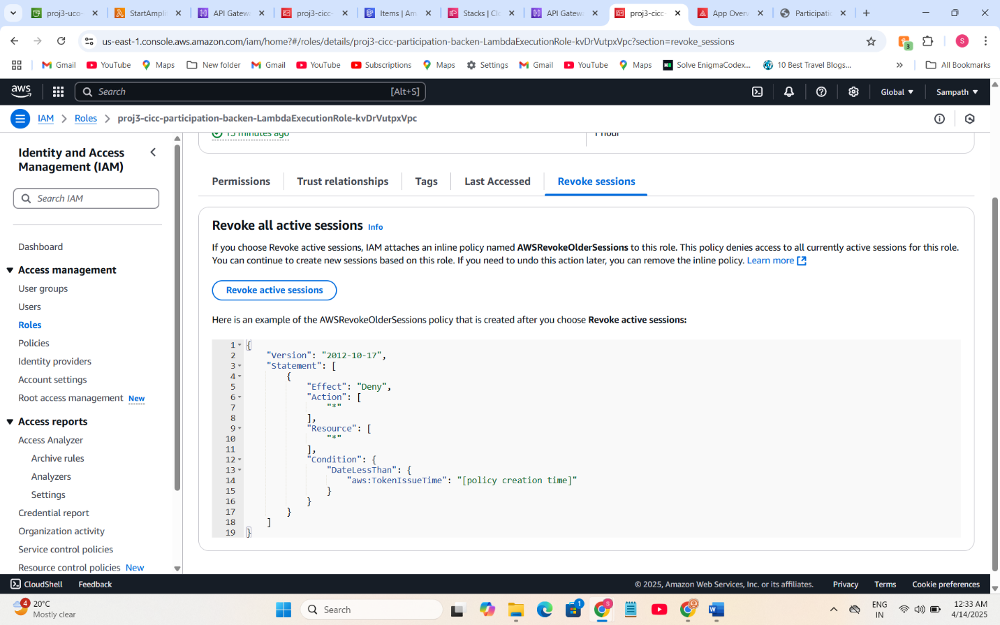 proj3-uco-
StartAmpli
API Gatew
proj3-cicc-
Items | Am
Stacks | Clo
API Gatew
proj3-cicc-
App Over
Participatio
us-east-1.console.aws.amazon.com/iam/home?#/roles/details/proj3-cicc-participation-backen-LambdaExecutionRole-kvDrVutpxVpc?section=revoke_sessions
3
S
Gmail
YouTube
Maps
New folder
Gmail
YouTube
Subscriptions
Maps
Settings
Gmail
YouTube
Maps
Solve EnigmaCodex...
10 Best Travel Blogs...
All Bookmarks
aws
Search
[Alt+S]
Global
Sampath
IAM
Roles
proj3-cicc-participation-backen-LambdaExecutionRole-kvDrVutpxVpc
15 minutes ago
1 hour
Identity and Access
Management (IAM)
Search IAM
Dashboard
Access management
User groups
Users
Roles
Policies
Identity providers
Account settings
Root access management New
Access reports
Access Analyzer
Archive rules
Analyzers
Settings
Credential report
Organization activity
Service control policies
Resource control policies New
Permissions
Trust relationships
Tags
Last Accessed
Revoke sessions
Revoke all active sessions Info
If you choose Revoke active sessions, IAM attaches an inline policy named AWSRevokeOlderSessions to this role. This policy denies access to all currently active sessions for this role.
You can continue to create new sessions based on this role. If you need to undo this action later, you can remove the inline policy. Learn more
Revoke active sessions
Here is an example of the AWSRevokeOlderSessions policy that is created after you choose Revoke active sessions:
1 {
2 "Version": "2012-10-17",
3 "Statement": [
4 {
5 "Effect": "Deny",
6 "Action": [
7 "*"
8 ],
9 "Resource": [
10 "*"
11 ],
12 "Condition": {
13 "DateLessThan": {
14 "aws:TokenIssueTime": "[policy creation time]"
15 }
16 }
17 }
18 ]
19 }
CloudShell
Feedback
© 2025, Amazon Web Services, Inc. or its affiliates.
Privacy
Terms
Cookie preferences
4
20°C
Mostly clear
Search
1
S
ENG
IN
12:33 AM
4/14/2025